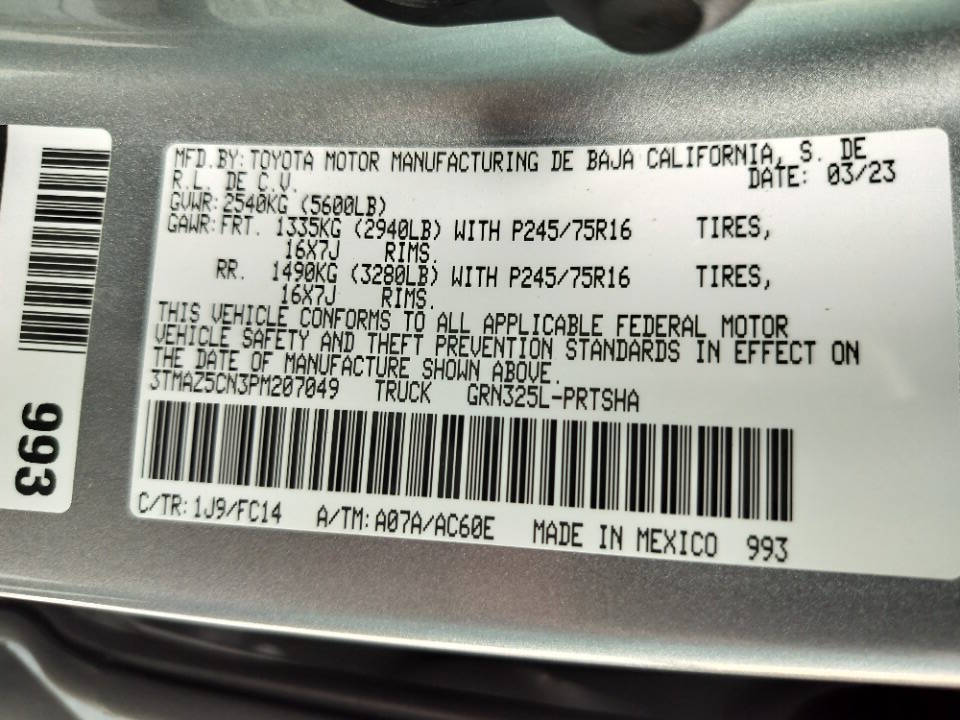 MFD.BY: TOYOTA MOTOR MANUFACTURING DE BAJA CALIFORNIA, S. DE
R.L. DE C.V. DATE: 03/23
GVWR: 2540KG (5600LB)
GAWR: FRT. 1335KG (2940LB) WITH P245/75R16 TIRES,
16X7J RIMS.
RR. 1490KG (3280LB) WITH P245/75R16 TIRES,
16X7J RIMS.
THIS VEHICLE CONFORMS TO ALL APPLICABLE FEDERAL MOTOR
VEHICLE SAFETY AND THEFT PREVENTION STANDARDS IN EFFECT ON
THE DATE OF MANUFACTURE SHOWN ABOVE.
3TMAZ5CN3PM207049 TRUCK GRN325L-PRTSHA
C/TR: 1J9/FC14 A/TM: A07A/AC60E MADE IN MEXICO 993
993